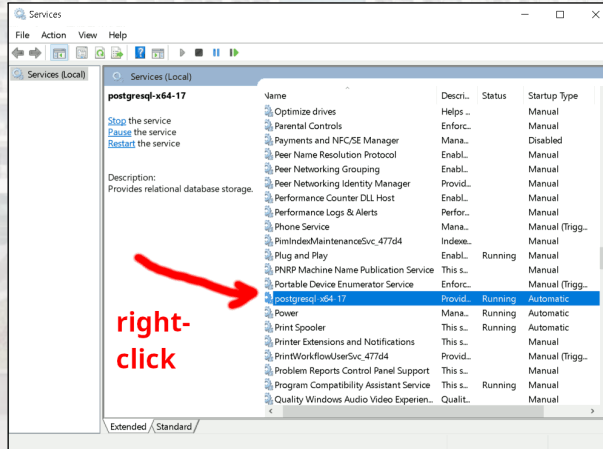 Services
File Action View Help
Services (Local)
Services (Local)
postgresql-x64-17
Stop the service
Pause the service
Restart the service
Description:
Provides relational database storage.
Name Descri... Status Startup Type
Optimize drives Helps ... Manual
Parental Controls Enforc... Manual
Payments and NFC/SE Manager Mana... Disabled
Peer Name Resolution Protocol Enabl... Manual
Peer Networking Grouping Enabl... Manual
Peer Networking Identity Manager Provid... Manual
Performance Counter DLL Host Enabl... Manual
Performance Logs & Alerts Perfor... Manual
Phone Service Mana... Manual (Trigg...
PimIndexMaintenanceSvc_477d4 Indexe... Manual
Plug and Play Enabl... Running Manual
PNRP Machine Name Publication Service This s... Manual
Portable Device Enumerator Service Enforc... Manual (Trigg...
postgresql-x64-17 Provid... Running Automatic
Power Mana... Running Automatic
Print Spooler This s... Running Automatic
Printer Extensions and Notifications This s... Manual
PrintWorkflowUserSvc_477d4 Provid... Manual (Trigg...
Problem Reports Control Panel Support This s... Manual
Program Compatibility Assistant Service This s... Running Manual
Quality Windows Audio Video Experien... Qualit... Manual
right-
click
Extended Standard